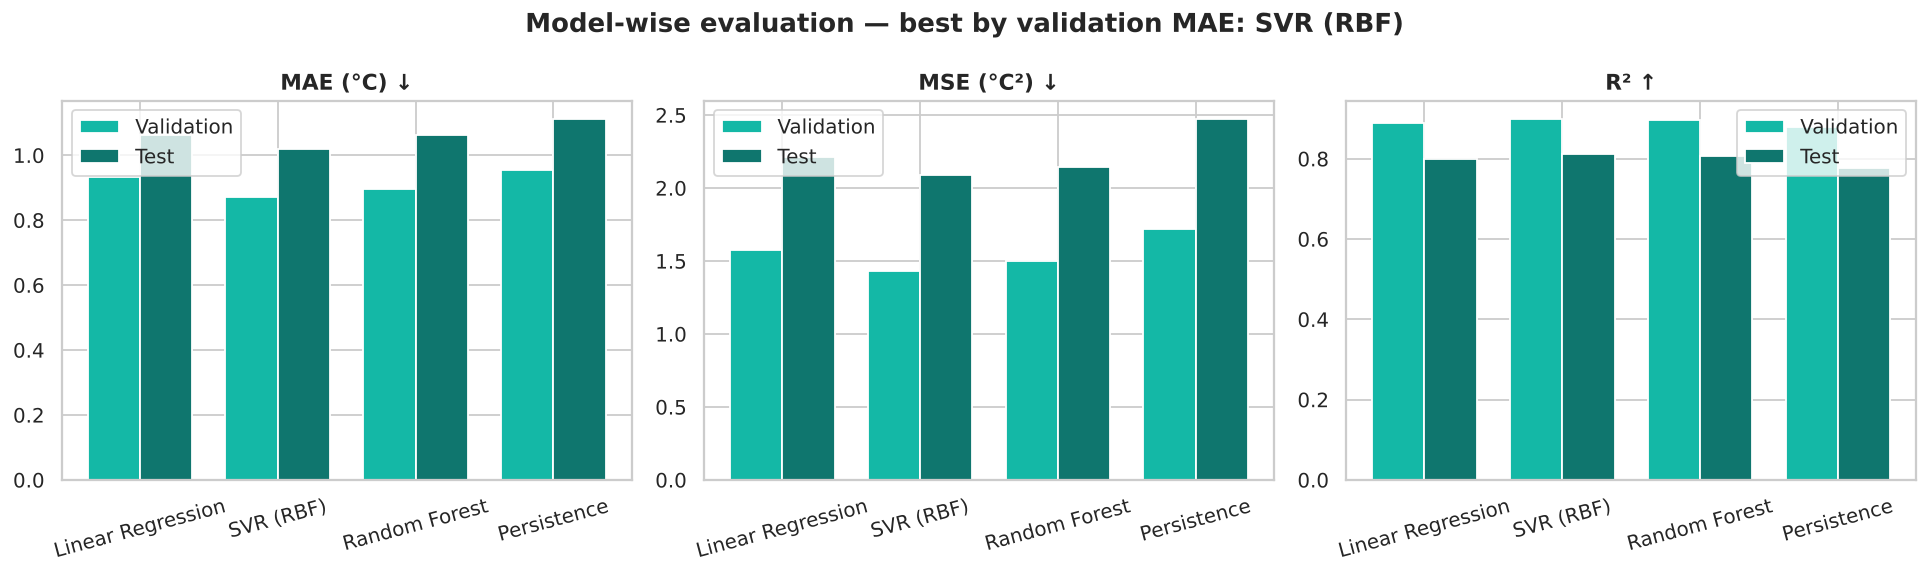 Model-wise evaluation — best by validation MAE: SVR (RBF)
MAE (°C) ↓
Validation
Test
1.0
0.8
0.6
0.4
0.2
0.0
Linear Regression
SVR (RBF)
Random Forest
Persistence
MSE (°C²) ↓
Validation
Test
2.5
2.0
1.5
1.0
0.5
0.0
Linear Regression
SVR (RBF)
Random Forest
Persistence
R² ↑
Validation
Test
0.8
0.6
0.4
0.2
0.0
Linear Regression
SVR (RBF)
Random Forest
Persistence